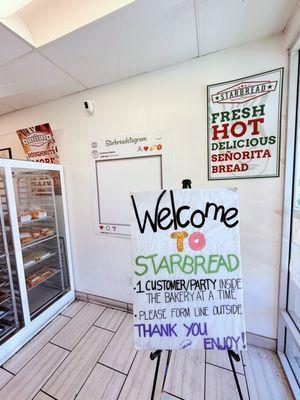 Starbreadstagram
STARBREAD
FRESH
HOT
DELICIOUS
SEÑORITA
BREAD
Welcome
TO
STARBREAD
- 1 CUSTOMER/PARTY INSIDE
THE BAKERY AT A TIME
- PLEASE FORM LINE OUTSIDE
THANK YOU
ENJOY!